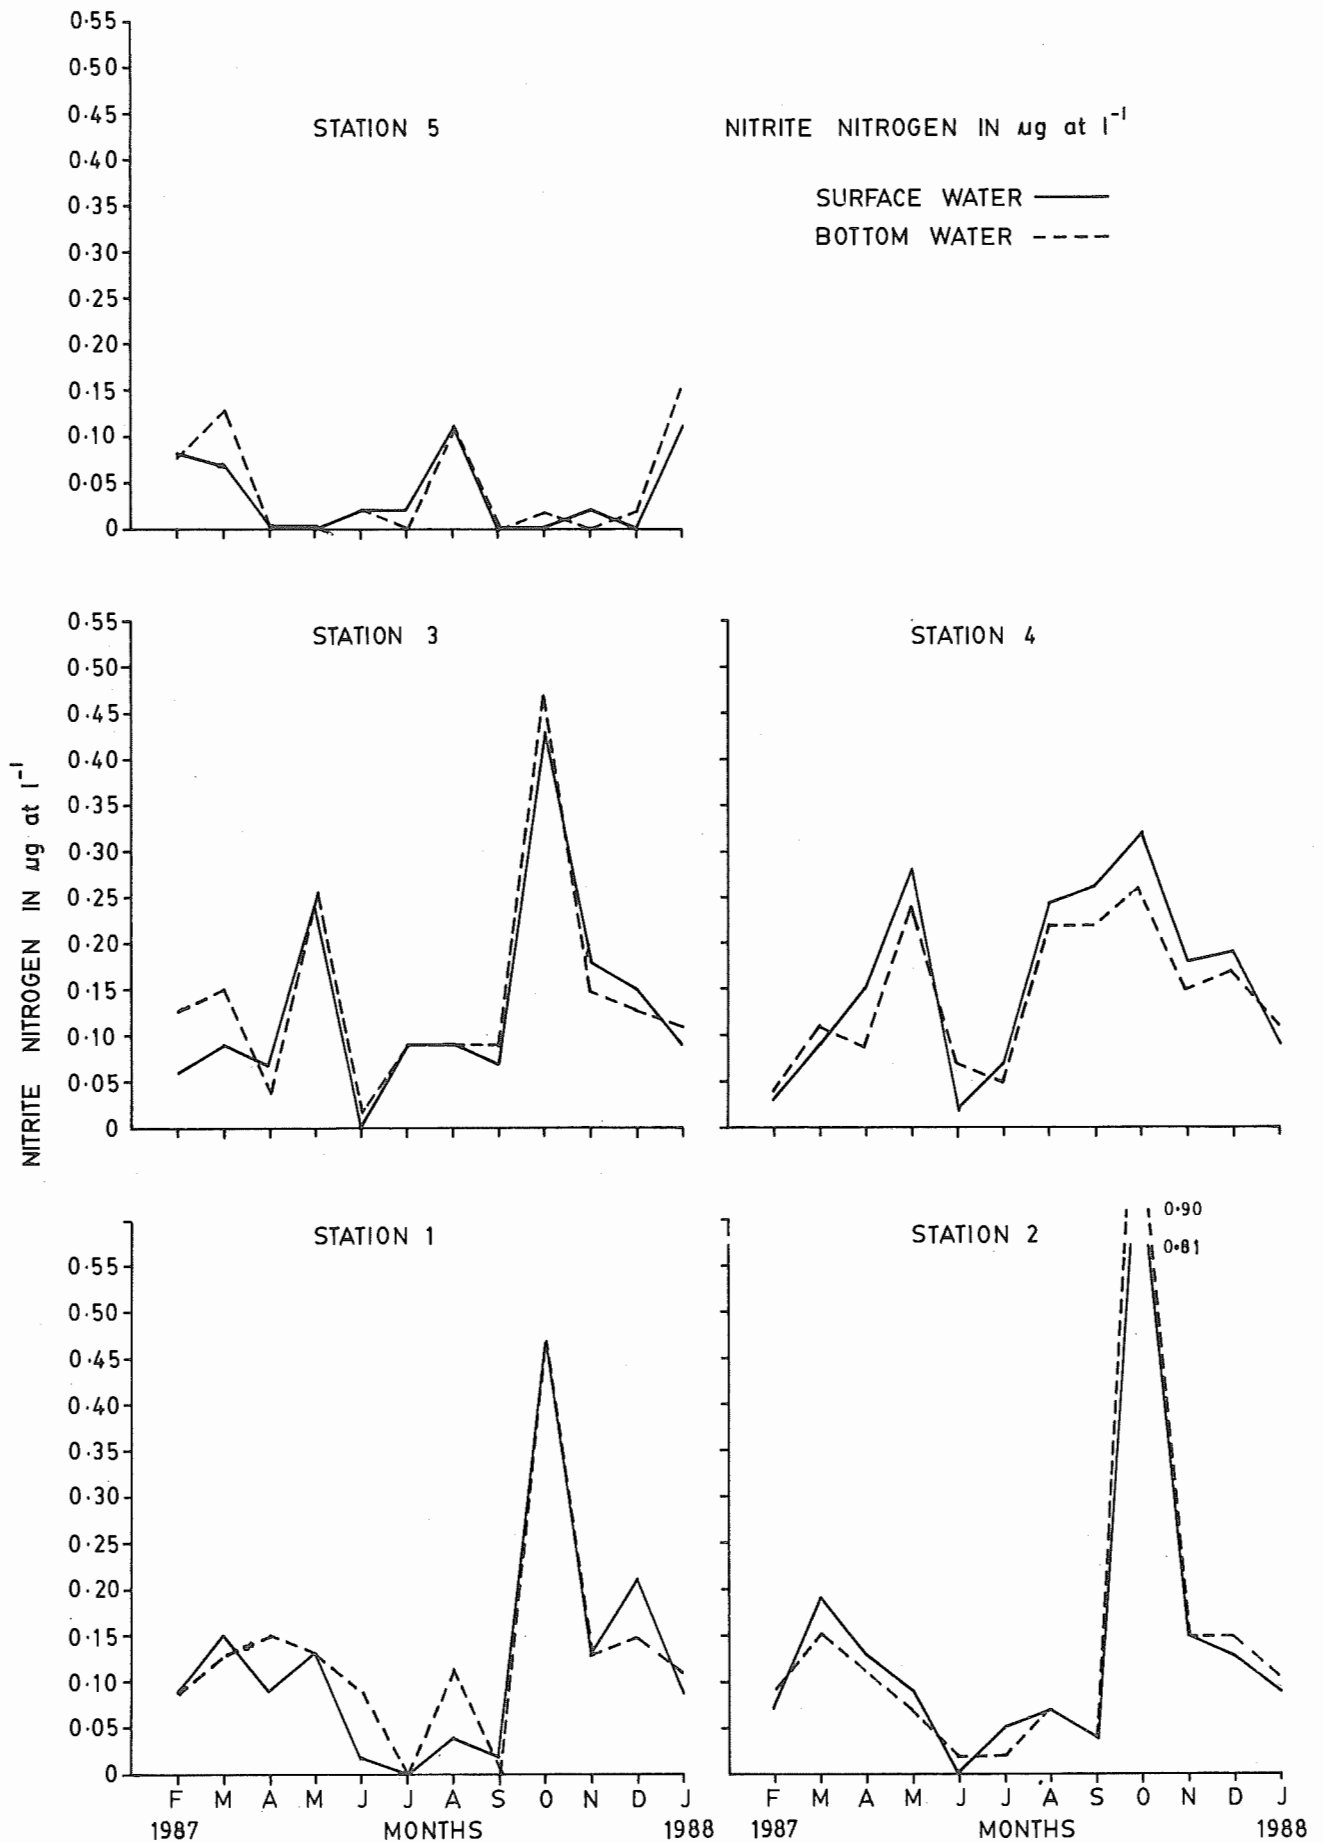 0·55
0·50
0·45
0·40
0·35
0·30
0·25
0·20
0·15
0·10
0·05
0
STATION 5
NITRITE NITROGEN IN µg at l⁻¹
SURFACE WATER
BOTTOM WATER
NITRITE NITROGEN IN µg at l⁻¹
0·55
0·50
0·45
0·40
0·35
0·30
0·25
0·20
0·15
0·10
0·05
0
STATION 3
STATION 4
0·55
0·50
0·45
0·40
0·35
0·30
0·25
0·20
0·15
0·10
0·05
0
STATION 1
STATION 2
0·90
0·81
F M A M J J A S O N D J
1987 MONTHS 1988
F M A M J J A S O N D J
1987 MONTHS 1988